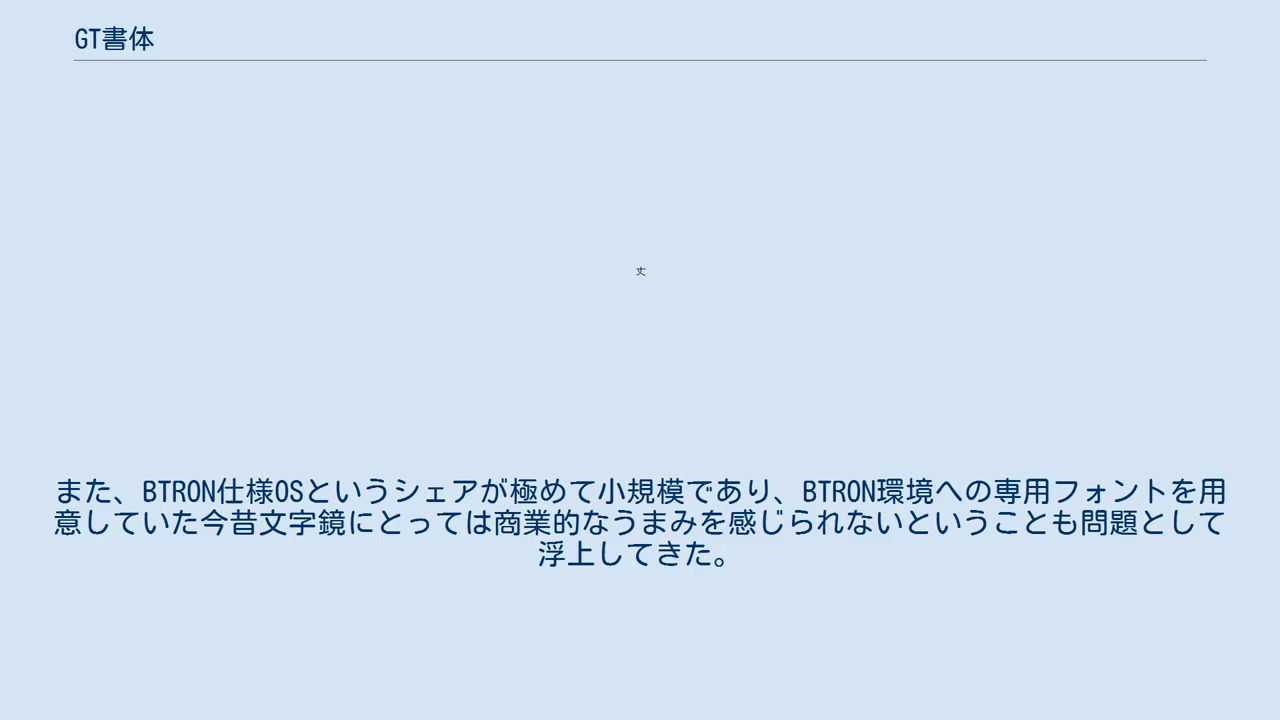 GT書体
丈
また、BTRON仕様OSというシェアが極めて小規模であり、BTRON環境への専用フォントを用
意していた今昔文字鏡にとっては商業的なうまみを感じられないということも問題として
浮上してきた。